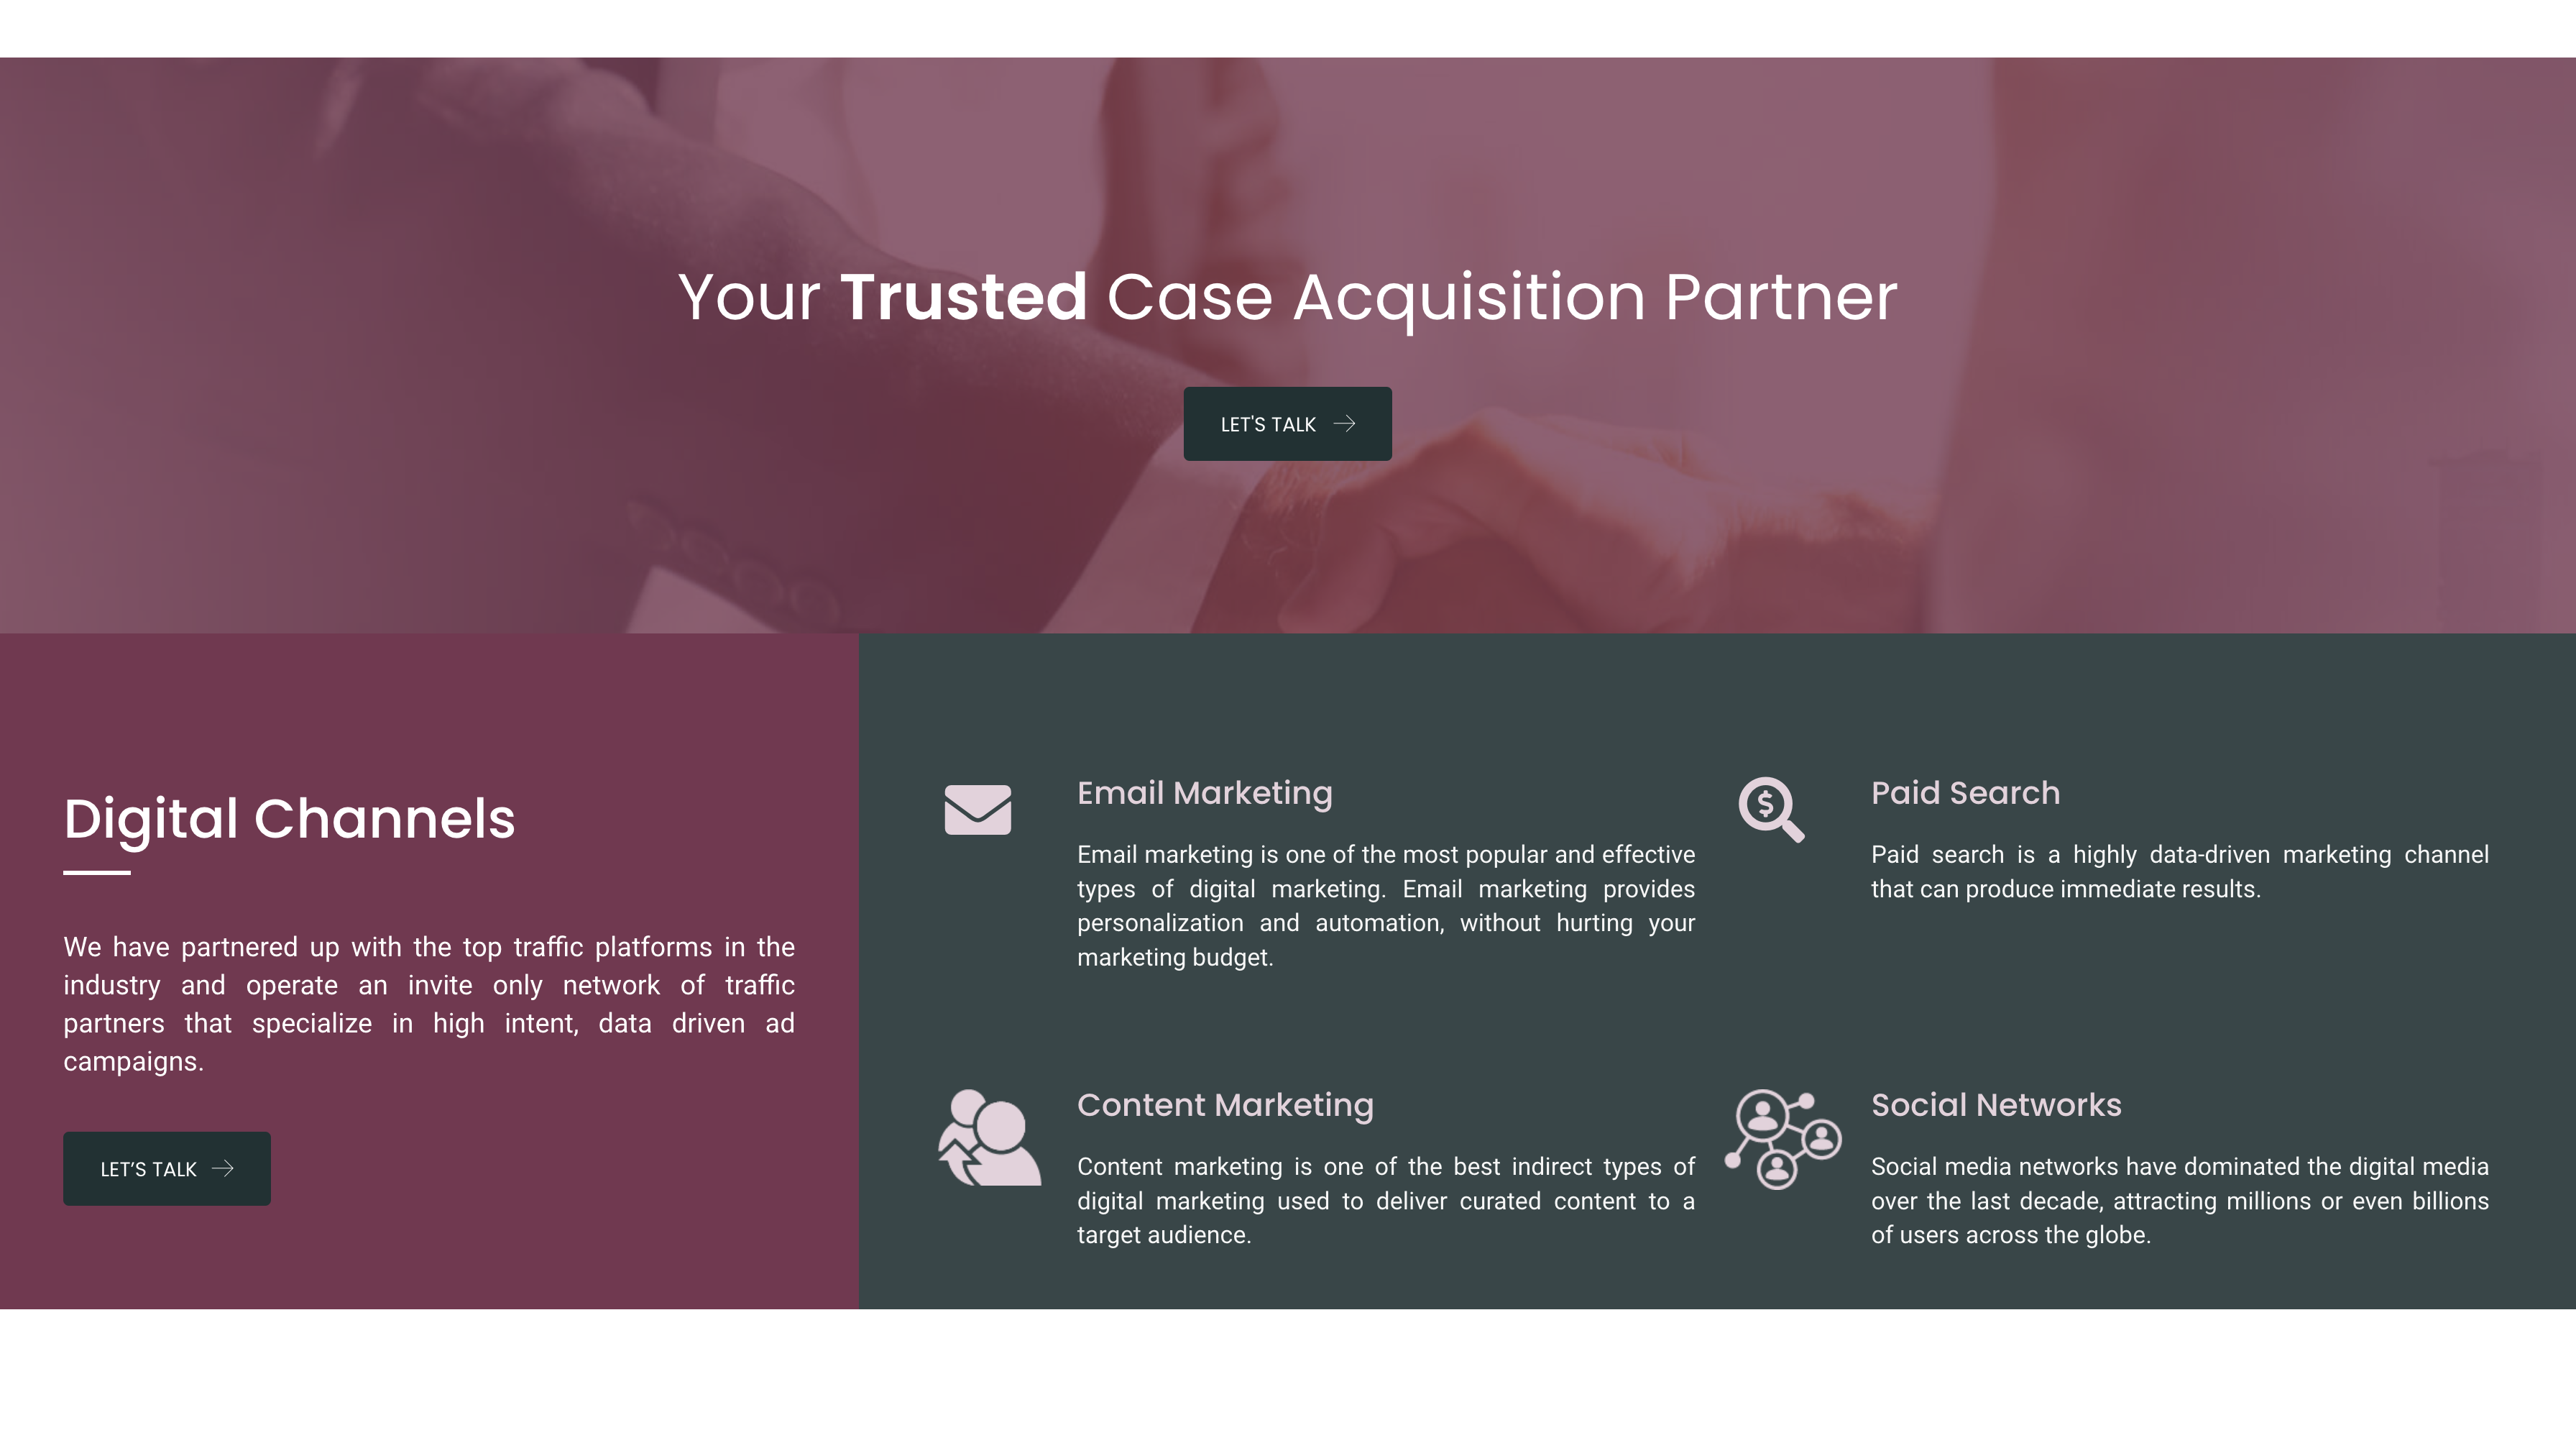 Your Trusted Case Acquisition Partner
LET'S TALK
Digital Channels
We have partnered up with the top traffic platforms in the
industry and operate an invite only network of traffic
partners that specialize in high intent, data driven ad
campaigns.
LET’S TALK
Email Marketing
Email marketing is one of the most popular and effective
types of digital marketing. Email marketing provides
personalization and automation, without hurting your
marketing budget.
Paid Search
Paid search is a highly data-driven marketing channel
that can produce immediate results.
Content Marketing
Content marketing is one of the best indirect types of
digital marketing used to deliver curated content to a
target audience.
Social Networks
Social media networks have dominated the digital media
over the last decade, attracting millions or even billions
of users across the globe.